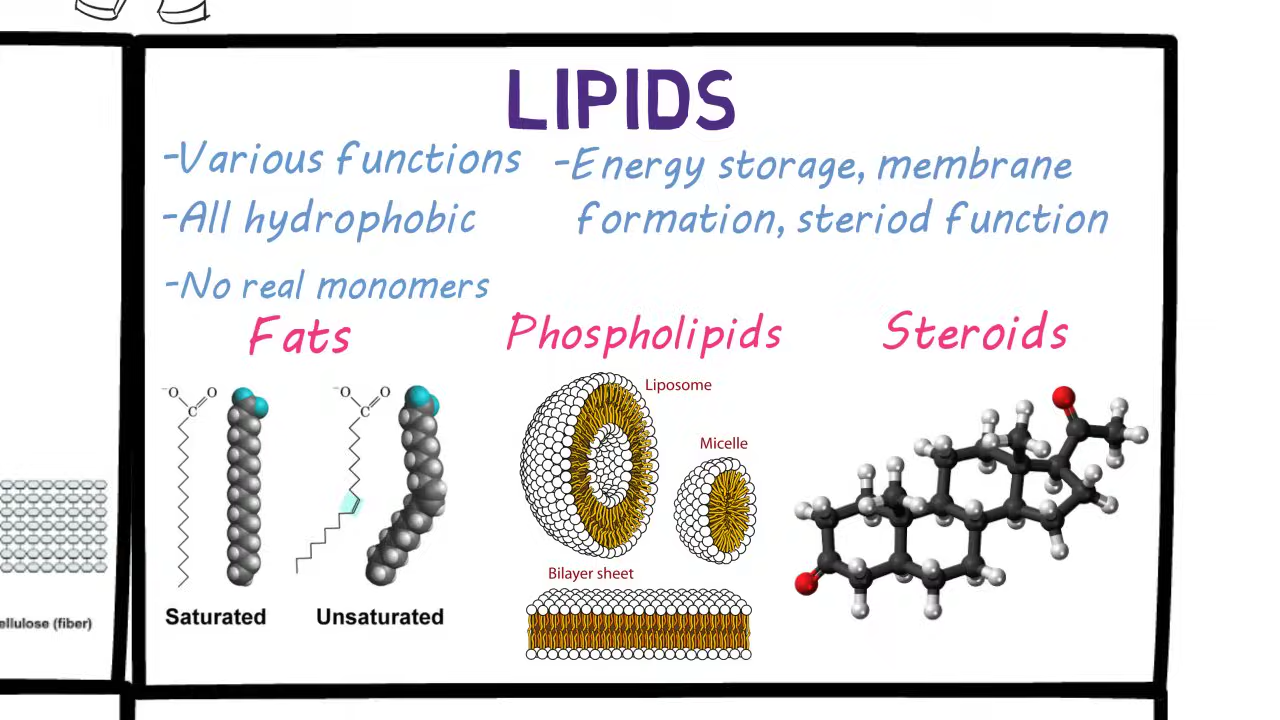 LIPIDS
-Various functions
-All hydrophobic
-No real monomers
-Energy storage, membrane
formation, steriod function
Fats
Phospholipids
Steroids
⁻O O
C
⁻O O
C
Saturated
Unsaturated
Liposome
Micelle
Bilayer sheet
ellulose (fiber)